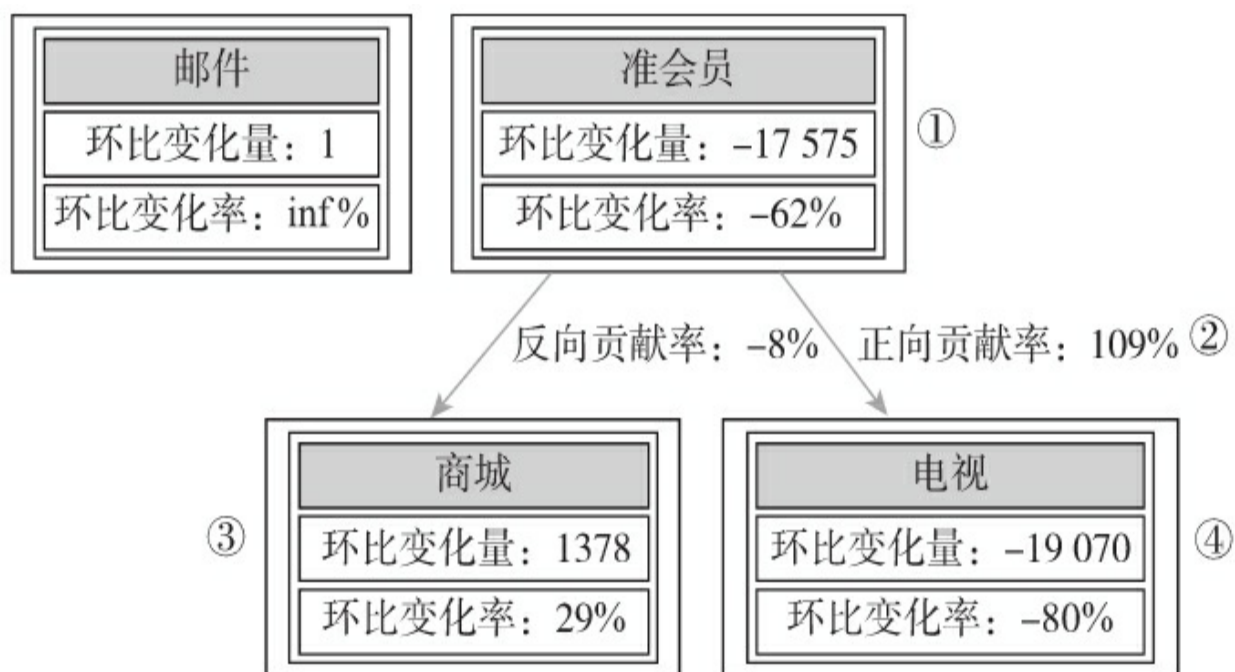 邮件
环比变化量：1
环比变化率：inf%
准会员
环比变化量：-17 575
环比变化率：-62%
①
反向贡献率：-8%
正向贡献率：109% ②
商城
环比变化量：1378
环比变化率：29%
③
电视
环比变化量：-19 070
环比变化率：-80%
④